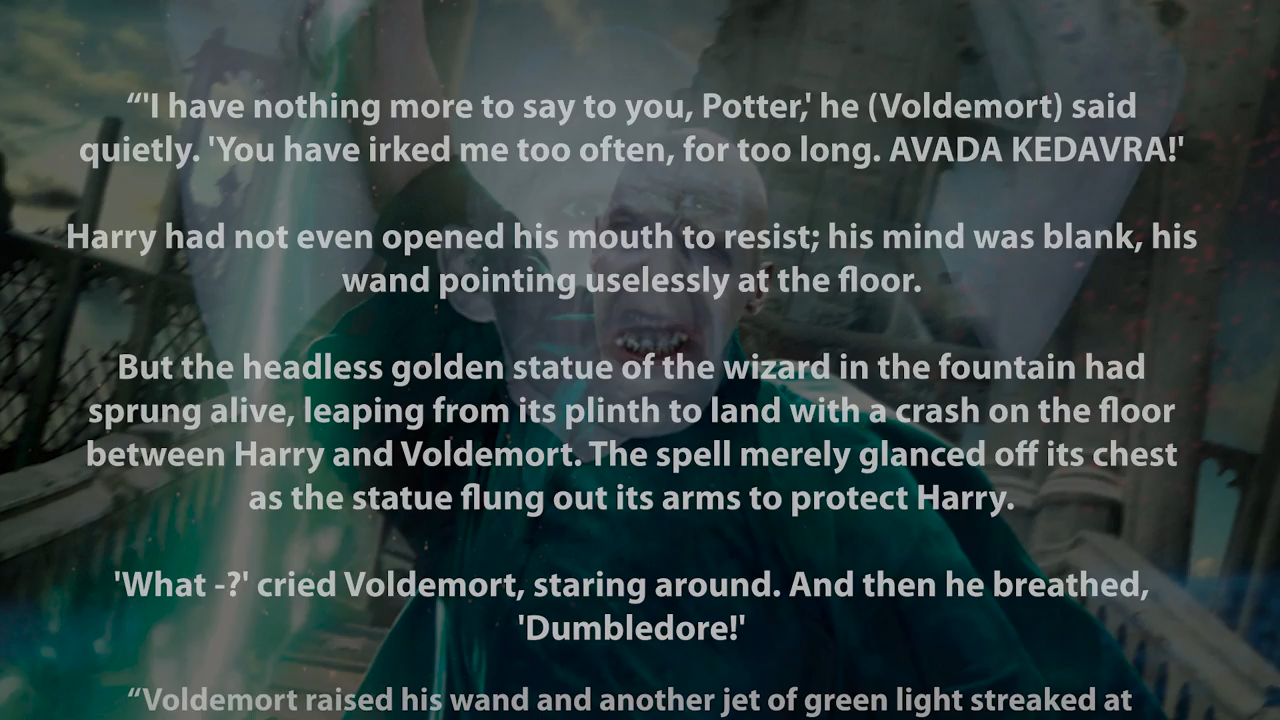 “'I have nothing more to say to you, Potter,' he (Voldemort) said
quietly. 'You have irked me too often, for too long. AVADA KEDAVRA!'
Harry had not even opened his mouth to resist; his mind was blank, his
wand pointing uselessly at the floor.
But the headless golden statue of the wizard in the fountain had
sprung alive, leaping from its plinth to land with a crash on the floor
between Harry and Voldemort. The spell merely glanced off its chest
as the statue flung out its arms to protect Harry.
'What -?' cried Voldemort, staring around. And then he breathed,
'Dumbledore!'
“Voldemort raised his wand and another jet of green light streaked at